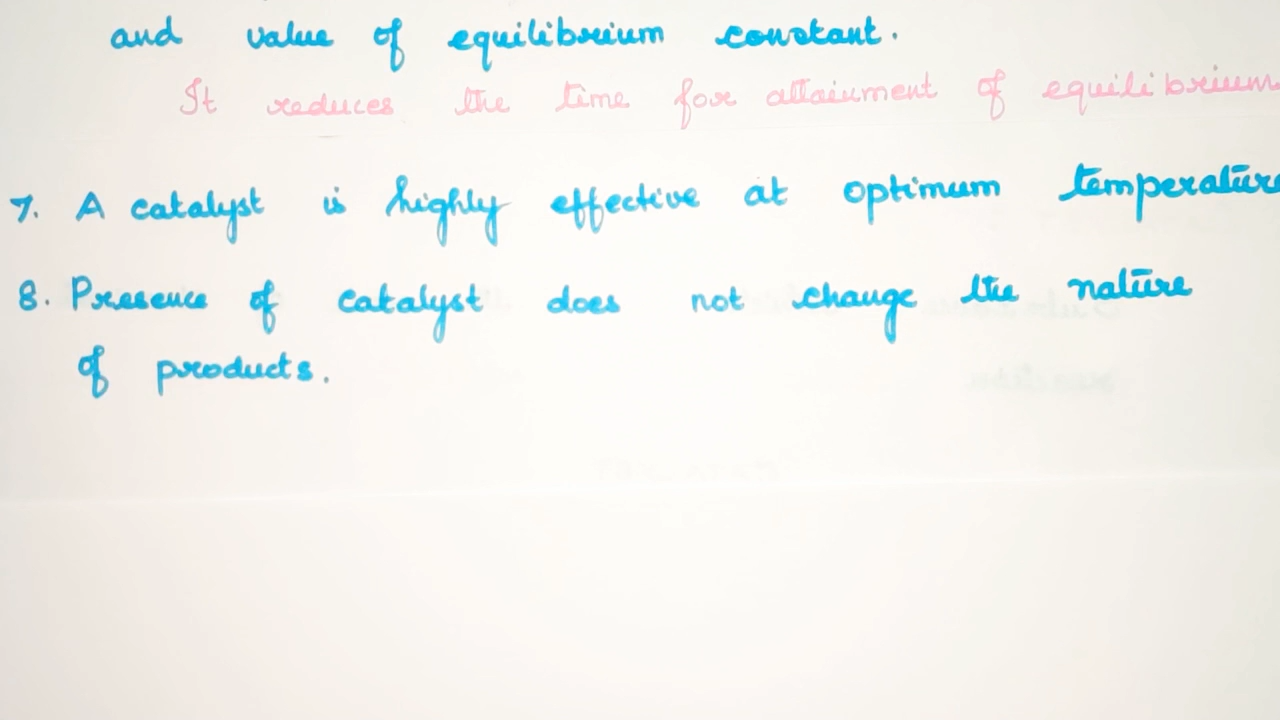 and value of equilibrium constant.
It reduces the time for attainment of equilibrium
7. A catalyst is highly effective at optimum temperature
8. Presence of catalyst does not change the nature
of products.